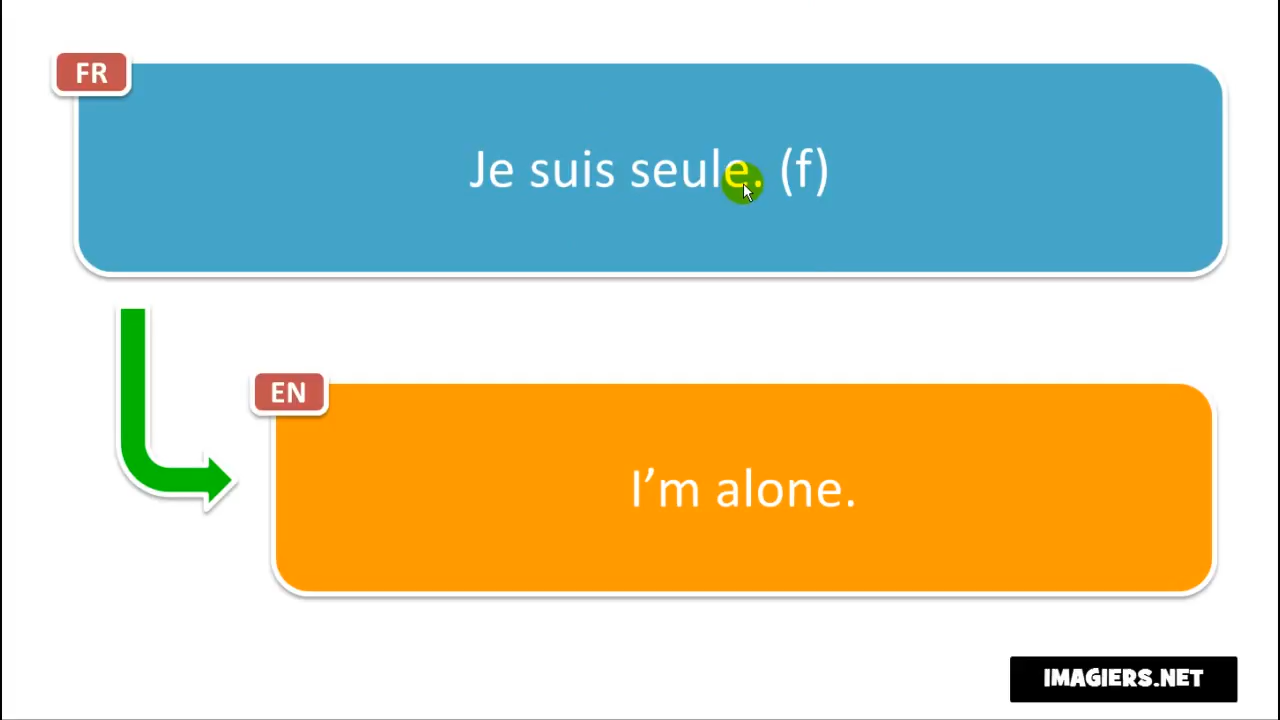 FR
Je suis seule. (f)
EN
I’m alone.
IMAGIERS.NET